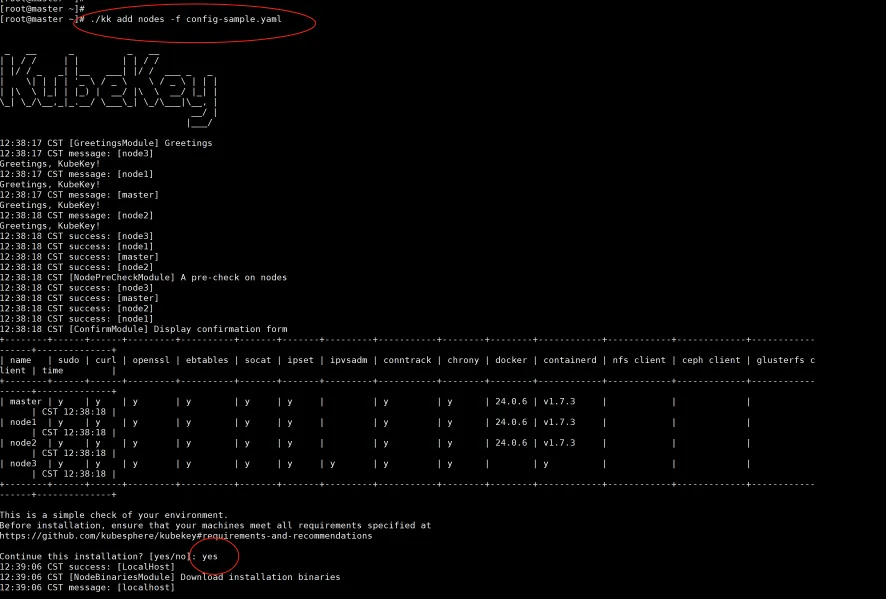 [root@master ~]#
[root@master ~]# ./kk add nodes -f config-sample.yaml
KubeKey
12:38:17 CST [GreetingsModule] Greetings
12:38:17 CST message: [node3]
Greetings, KubeKey!
12:38:17 CST message: [node1]
Greetings, KubeKey!
12:38:17 CST message: [master]
Greetings, KubeKey!
12:38:18 CST message: [node2]
Greetings, KubeKey!
12:38:18 CST success: [node3]
12:38:18 CST success: [node1]
12:38:18 CST success: [master]
12:38:18 CST success: [node2]
12:38:18 CST [NodePreCheckModule] A pre-check on nodes
12:38:18 CST success: [node3]
12:38:18 CST success: [master]
12:38:18 CST success: [node2]
12:38:18 CST success: [node1]
12:38:18 CST [ConfirmModule] Display confirmation form
| name | sudo | curl | openssl | ebtables | socat | ipset | ipvsadm | conntrack | chrony | docker | containerd | nfs client | ceph client | glusterfs c
lient | time |
| master | y | y | y | y | y | y | | y | y | 24.0.6 | v1.7.3 | | |
| CST 12:38:18 |
| node1 | y | y | y | y | y | y | | y | y | 24.0.6 | v1.7.3 | | |
| CST 12:38:18 |
| node2 | y | y | y | y | y | y | | y | y | 24.0.6 | v1.7.3 | | |
| CST 12:38:18 |
| node3 | y | y | y | y | y | y | y | y | y | | y | | |
| CST 12:38:18 |
This is a simple check of your environment.
Before installation, ensure that your machines meet all requirements specified at
https://github.com/kubesphere/kubekey#requirements-and-recommendations
Continue this installation? [yes/no]: yes
12:39:06 CST success: [LocalHost]
12:39:06 CST [NodeBinariesModule] Download installation binaries
12:39:06 CST message: [localhost]